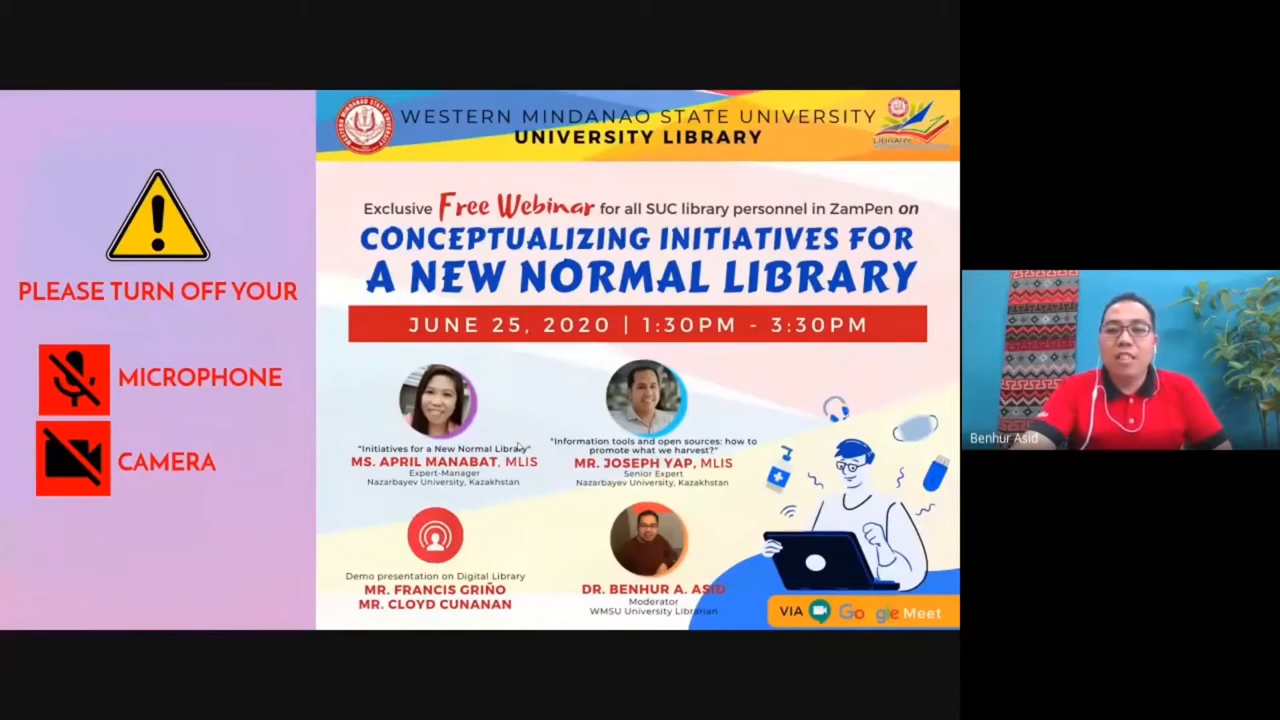 PLEASE TURN OFF YOUR
MICROPHONE
CAMERA
WESTERN MINDANAO STATE UNIVERSITY
UNIVERSITY LIBRARY
LIBRARY
Exclusive Free Webinar for all SUC library personnel in ZamPen on
CONCEPTUALIZING INITIATIVES FOR
A NEW NORMAL LIBRARY
JUNE 25, 2020 | 1:30PM - 3:30PM
"Initiatives for a New Normal Library"
MS. APRIL MANABAT, MLIS
Expert-Manager
Nazarbayev University, Kazakhstan
"Information tools and open sources: how to
promote what we harvest?"
MR. JOSEPH YAP, MLIS
Senior Expert
Nazarbayev University, Kazakhstan
Demo presentation on Digital Library
MR. FRANCIS GRIÑO
MR. CLOYD CUNANAN
DR. BENHUR A. ASID
Moderator
WMSU University Librarian
VIA Google Meet
Benhur Asid